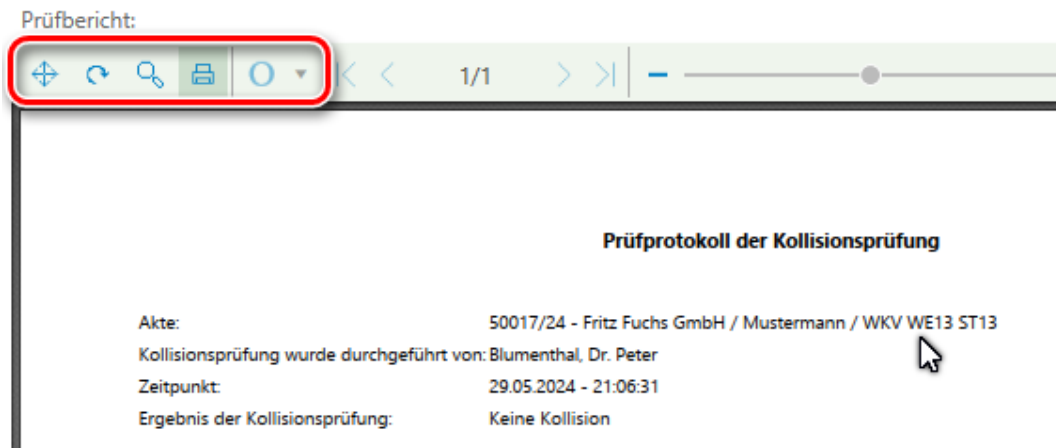 Prüfbericht:
1/1
Prüfprotokoll der Kollisionsprüfung
Akte: 50017/24 - Fritz Fuchs GmbH / Mustermann / WKV WE13 ST13
Kollisionsprüfung wurde durchgeführt von: Blumenthal, Dr. Peter
Zeitpunkt: 29.05.2024 - 21:06:31
Ergebnis der Kollisionsprüfung: Keine Kollision